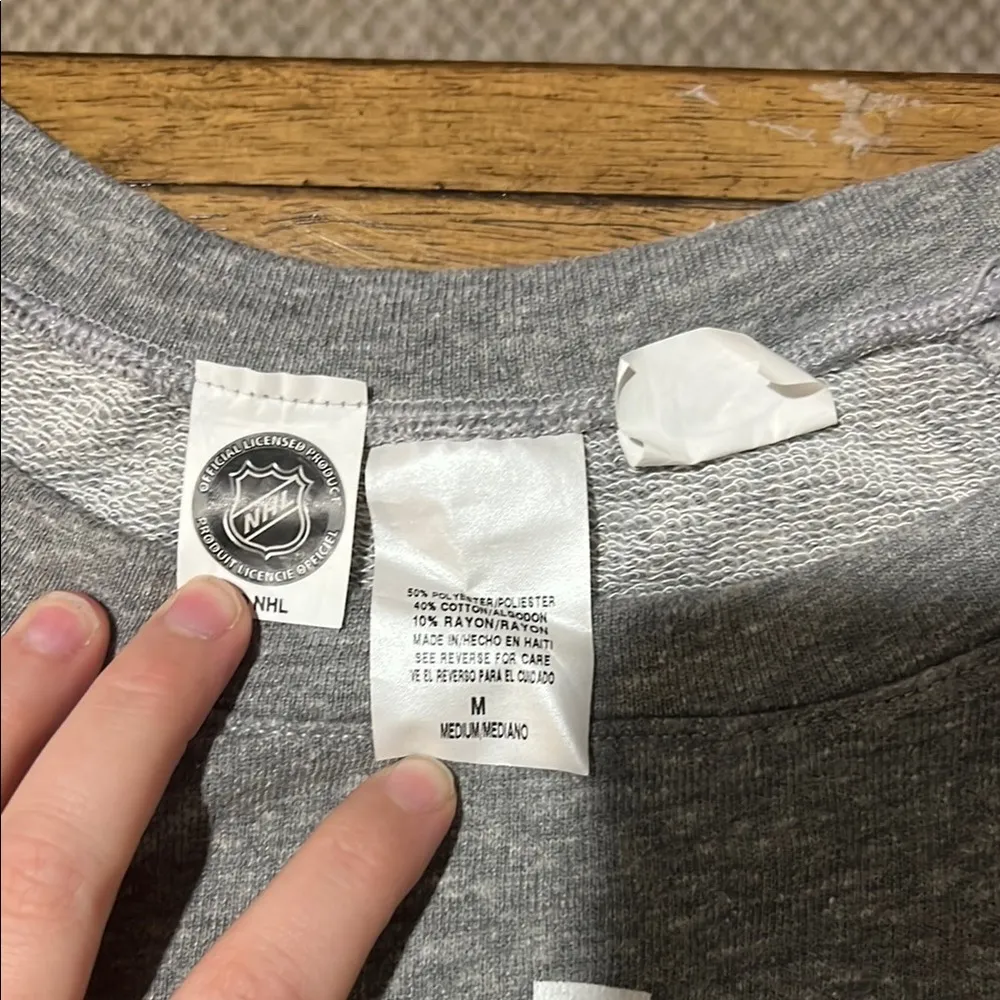 OFFICIAL LICENSED PRODUCT
NHL
PRODUIT LICENCIE OFFICIEL
NHL
50% POLYESTER/POLIESTER
40% COTTON/ALGODON
10% RAYON/RAYON
MADE IN/HECHO EN HAITI
SEE REVERSE FOR CARE
VE EL REVERSO PARA EL CUIDADO
M
MEDIUM/MEDIANO